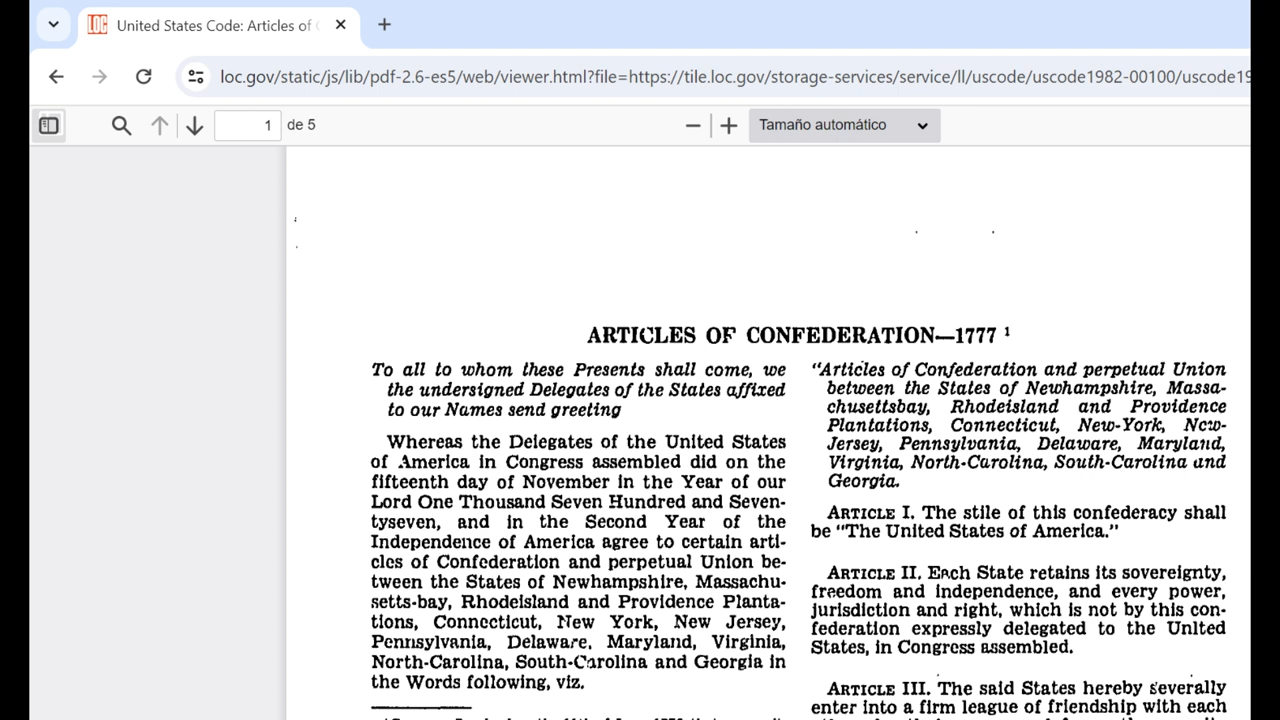 United States Code: Articles of
loc.gov/static/js/lib/pdf-2.6-es5/web/viewer.html?file=https://tile.loc.gov/storage-services/service/ll/uscode/uscode1982-00100/uscode19
1 de 5
Tamaño automático
ARTICLES OF CONFEDERATION—1777 ¹
To all to whom these Presents shall come, we
the undersigned Delegates of the States affixed
to our Names send greeting
Whereas the Delegates of the United States
of America in Congress assembled did on the
fifteenth day of November in the Year of our
Lord One Thousand Seven Hundred and Seven-
tyseven, and in the Second Year of the
Independence of America agree to certain arti-
cles of Confederation and perpetual Union be-
tween the States of Newhampshire, Massachu-
setts-bay, Rhodeisland and Providence Planta-
tions, Connecticut, New York, New Jersey,
Pennsylvania, Delaware, Maryland, Virginia,
North-Carolina, South-Carolina and Georgia in
the Words following, viz.
"Articles of Confederation and perpetual Union
between the States of Newhampshire, Massa-
chusettsbay, Rhodeisland and Providence
Plantations, Connecticut, New-York, New-
Jersey, Pennsylvania, Delaware, Maryland,
Virginia, North-Carolina, South-Carolina and
Georgia.
ARTICLE I. The stile of this confederacy shall
be "The United States of America."
ARTICLE II. Each State retains its sovereignty,
freedom and independence, and every power,
jurisdiction and right, which is not by this con-
federation expressly delegated to the United
States, in Congress assembled.
ARTICLE III. The said States hereby severally
enter into a firm league of friendship with each